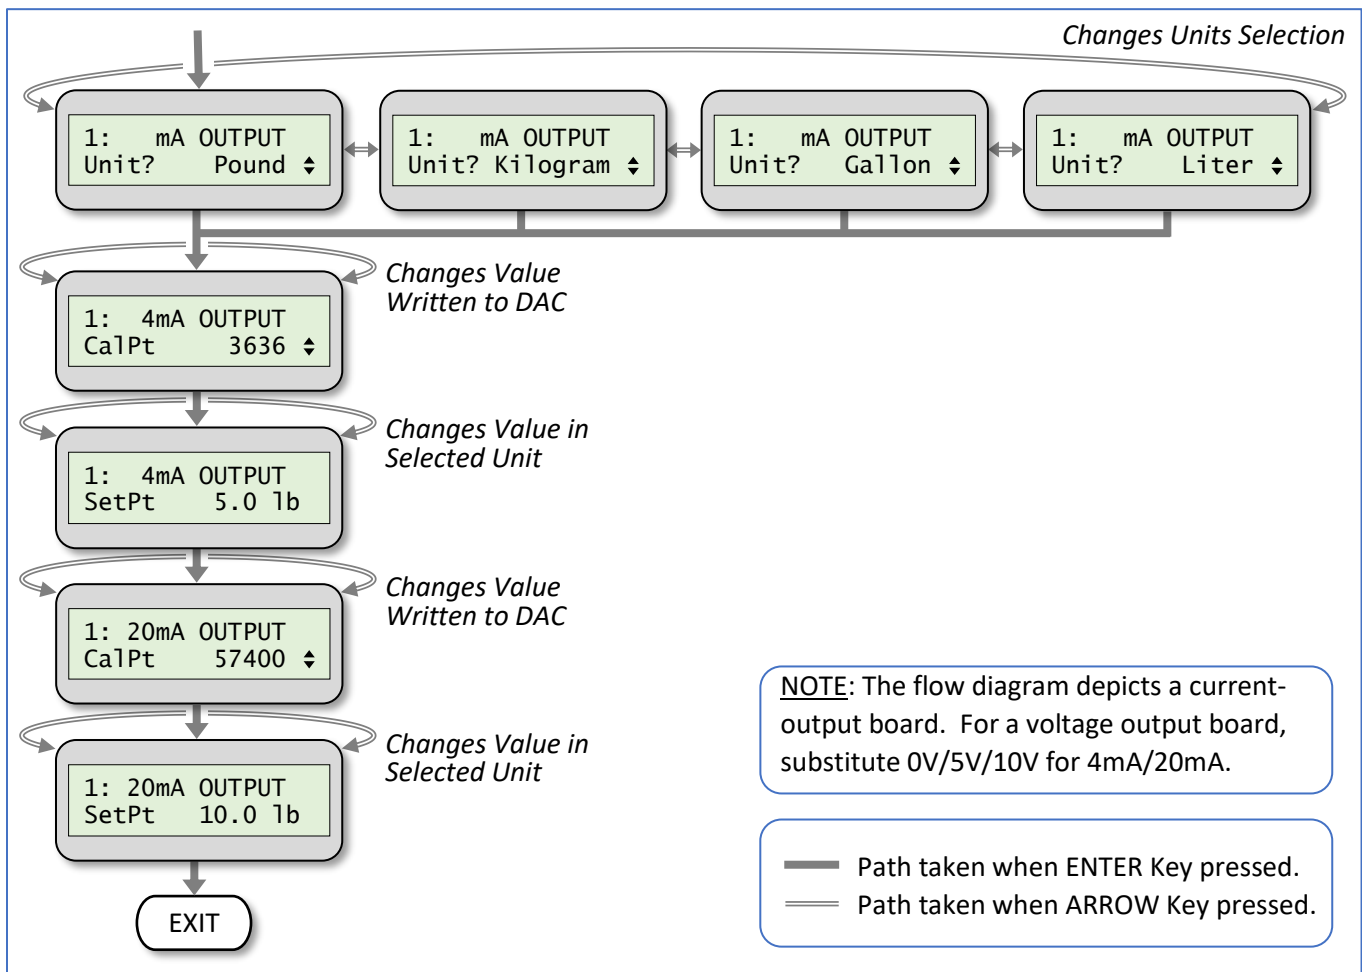 Changes Units Selection
1:   mA OUTPUT
Unit?    Pound
1:   mA OUTPUT
Unit? Kilogram
1:   mA OUTPUT
Unit?   Gallon
1:   mA OUTPUT
Unit?    Liter
Changes Value
Written to DAC
1:  4mA OUTPUT
CalPt     3636
Changes Value in
Selected Unit
1:  4mA OUTPUT
SetPt    5.0 lb
Changes Value
Written to DAC
1: 20mA OUTPUT
CalPt    57400
Changes Value in
Selected Unit
1: 20mA OUTPUT
SetPt   10.0 lb
EXIT
NOTE: The flow diagram depicts a current-
output board.  For a voltage output board,
substitute 0V/5V/10V for 4mA/20mA.
Path taken when ENTER Key pressed.
Path taken when ARROW Key pressed.